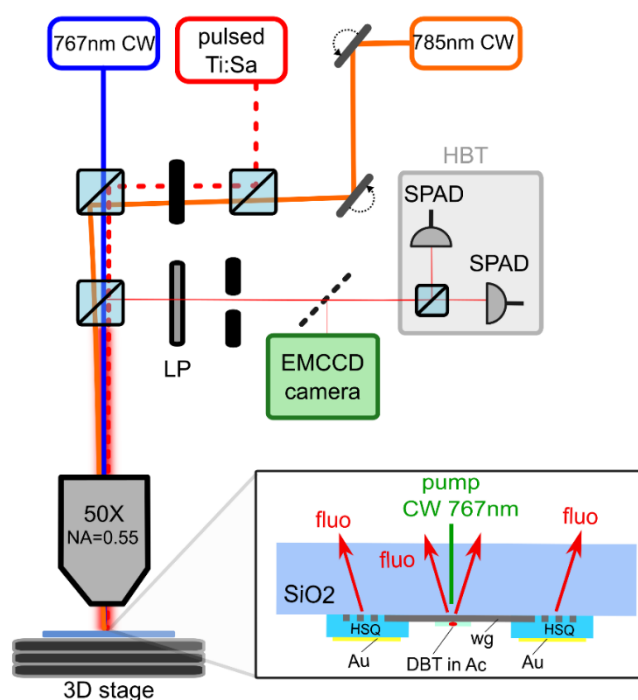 767nm CW
pulsed
Ti:Sa
785nm CW
HBT
SPAD
SPAD
LP
EMCCD
camera
50X
NA=0.55
3D stage
pump
CW 767nm
fluo
fluo
fluo
SiO2
HSQ
HSQ
Au
DBT in Ac
wg
Au